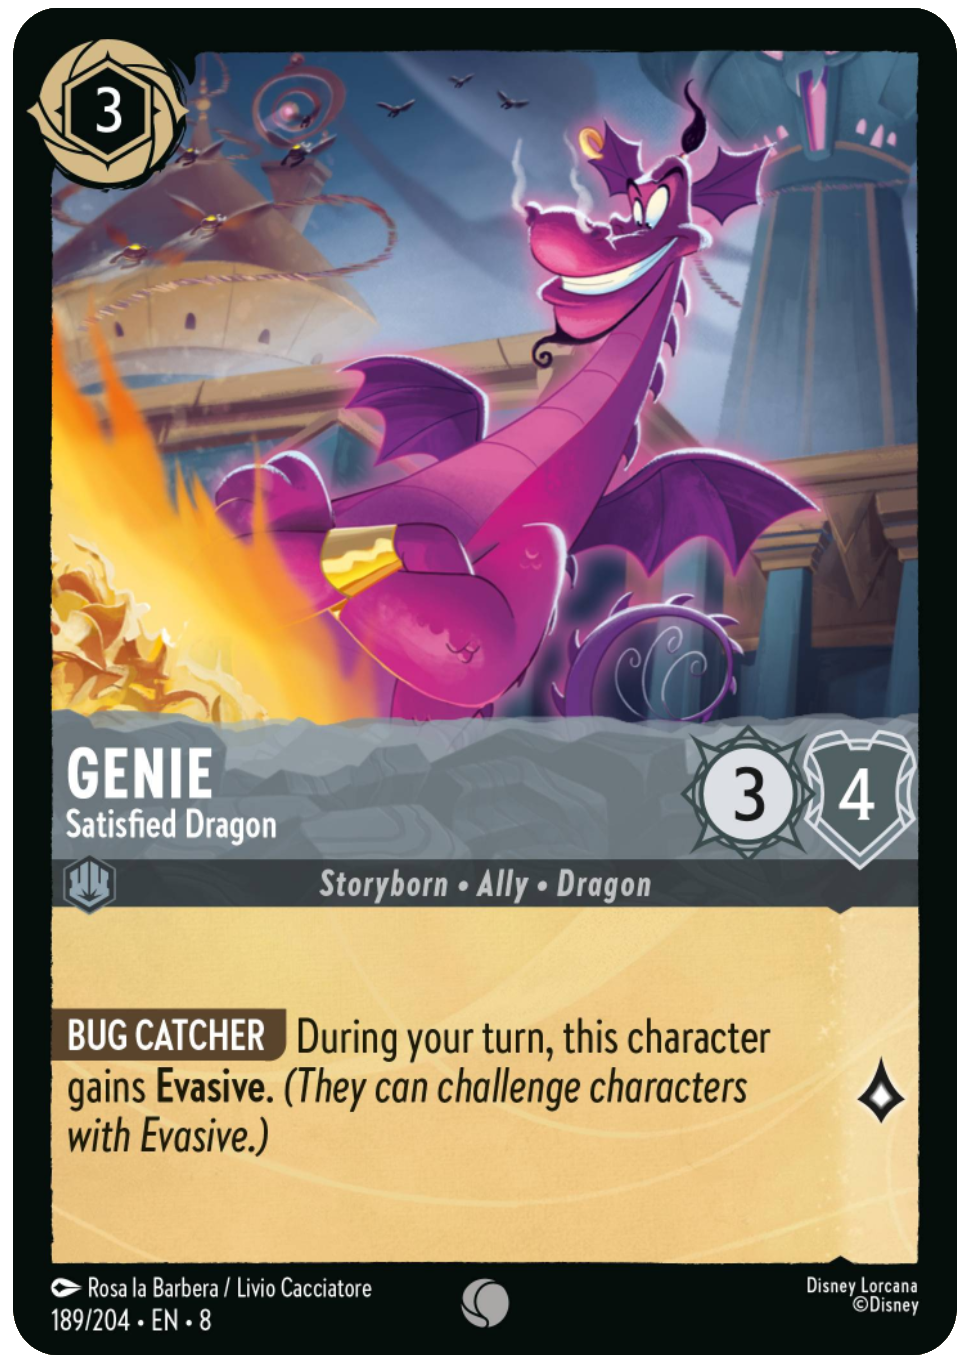 3
GENIE
Satisfied Dragon
3
4
Storyborn • Ally • Dragon
BUG CATCHER During your turn, this character
gains Evasive. (They can challenge characters
with Evasive.)
Rosa la Barbera / Livio Cacciatore
189/204 • EN • 8
Disney Lorcana
©Disney